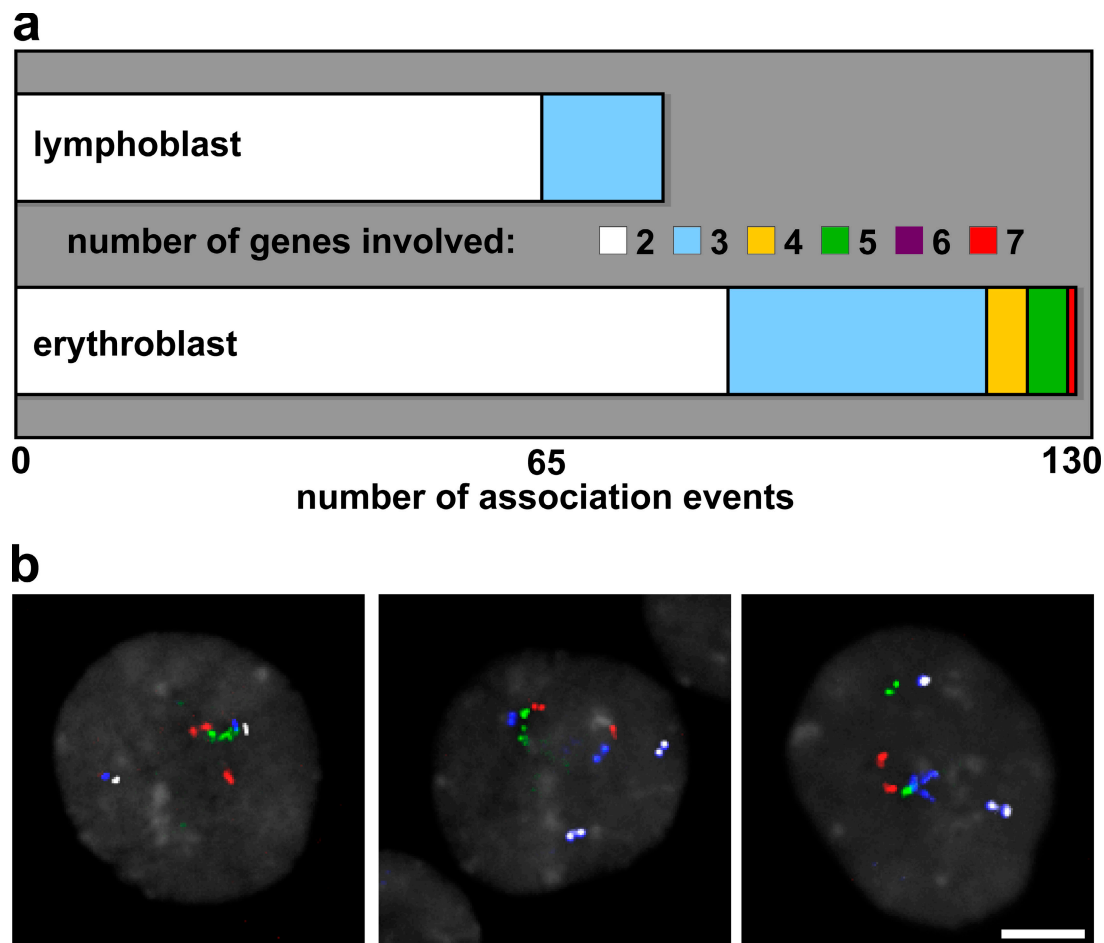 a
lymphoblast
number of genes involved: 2 3 4 5 6 7
erythroblast
0 65 130
number of association events
b